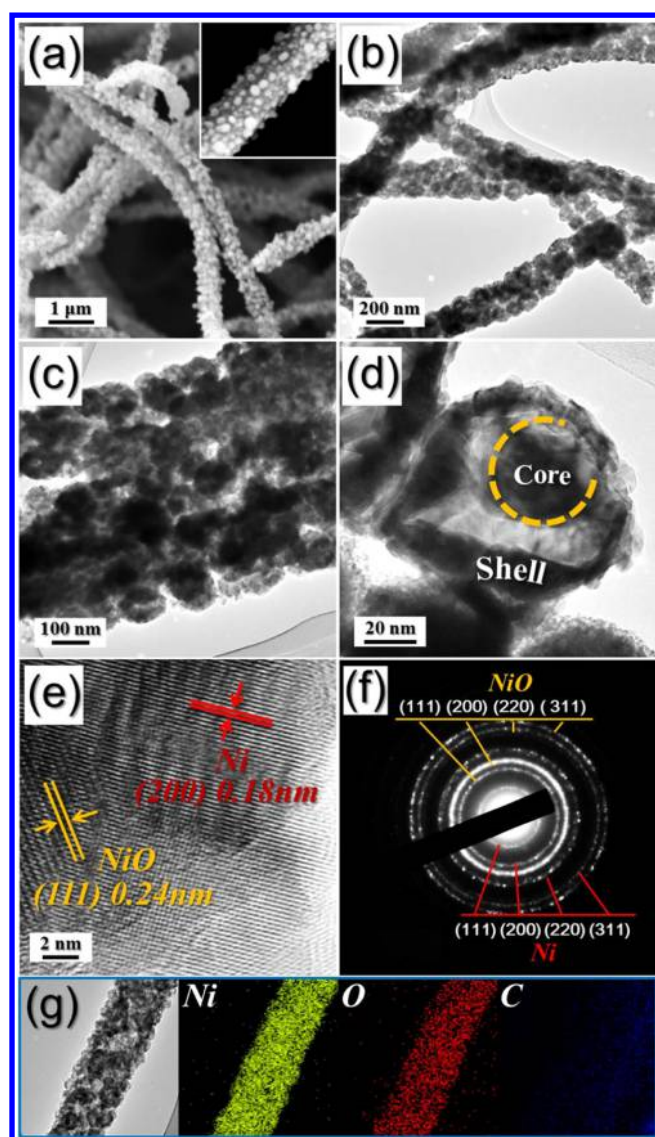 (a)
1 µm
(b)
200 nm
(c)
100 nm
(d)
Core
Shell
20 nm
(e)
Ni
(200) 0.18nm
NiO
(111) 0.24nm
2 nm
(f)
NiO
(111) (200) (220) (311)
(111) (200) (220) (311)
Ni
(g) Ni O C